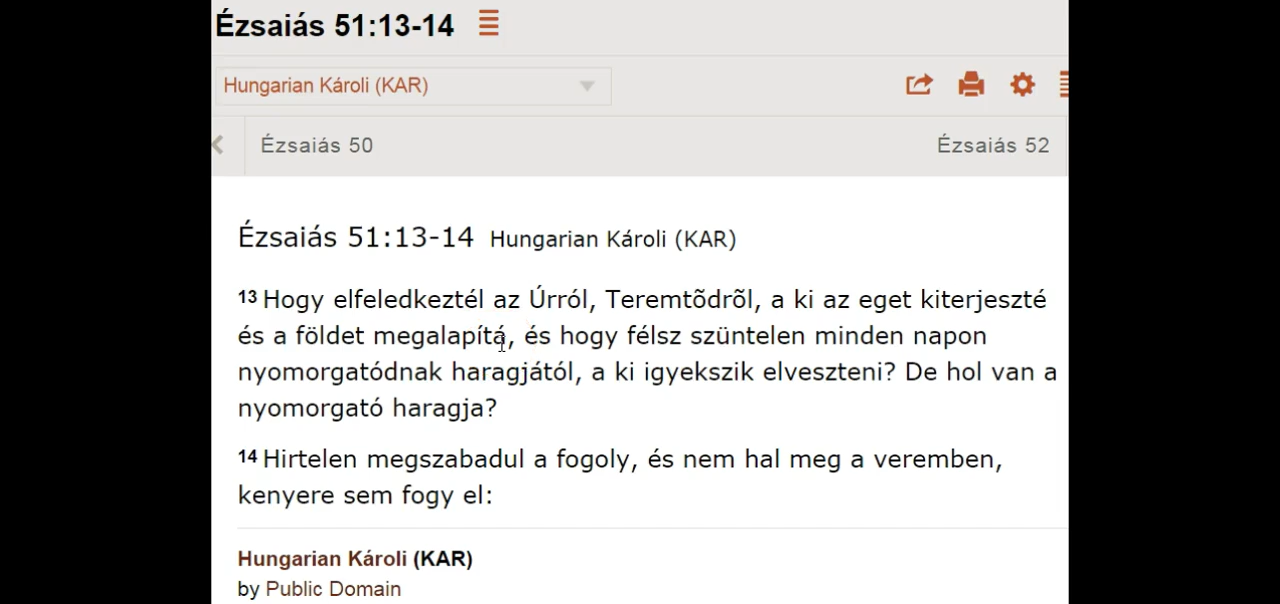 Ézsaiás 51:13-14
Hungarian Károli (KAR)
Ézsaiás 50
Ézsaiás 52
Ézsaiás 51:13-14 Hungarian Károli (KAR)
13 Hogy elfeledkeztél az Úrról, Teremtõdrõl, a ki az eget kiterjeszté
és a földet megalapítá, és hogy félsz szüntelen minden napon
nyomorgatódnak haragjától, a ki igyekszik elveszteni? De hol van a
nyomorgató haragja?
14 Hirtelen megszabadul a fogoly, és nem hal meg a veremben,
kenyere sem fogy el:
Hungarian Károli (KAR)
by Public Domain